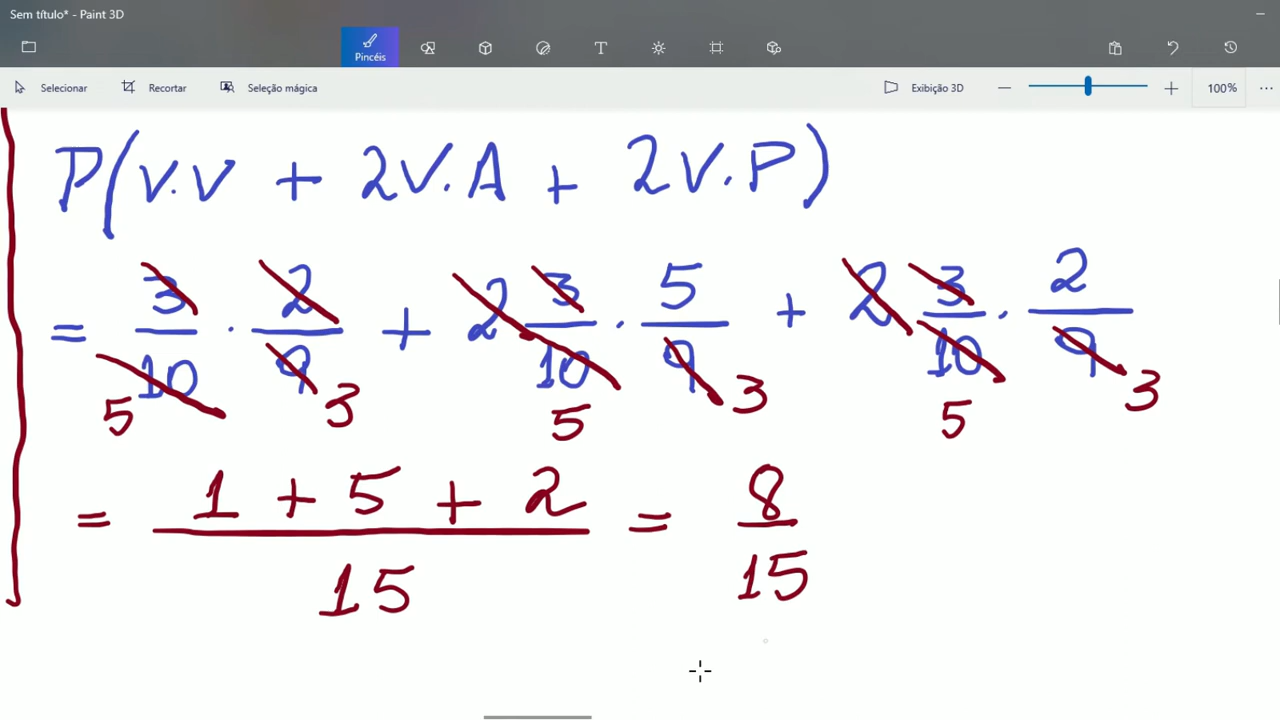 Sem título* - Paint 3D
Pincéis
Selecionar Recortar Seleção mágica Exibição 3D 100%
P(V.V + 2V.A + 2V.P)
= 3/10 . 2/9 + 2 3/10 . 5/9 + 2 3/10 . 2/9
5 3 5 3 5 3
= 1 + 5 + 2 / 15 = 8/15